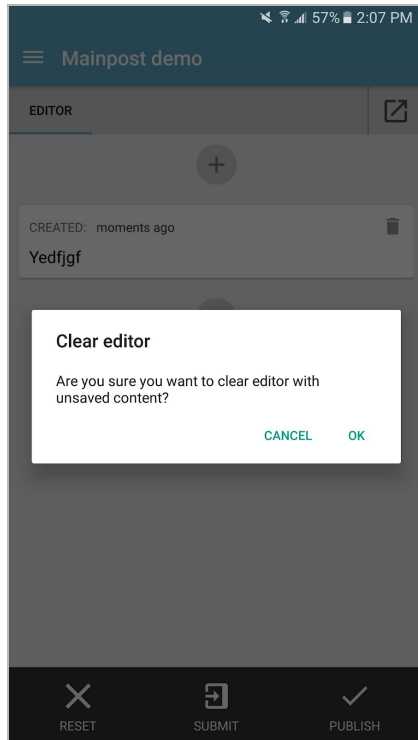 57% 2:07 PM
Mainpost demo
EDITOR
CREATED: moments ago
Yedfjgf
Clear editor
Are you sure you want to clear editor with
unsaved content?
CANCEL OK
RESET SUBMIT PUBLISH